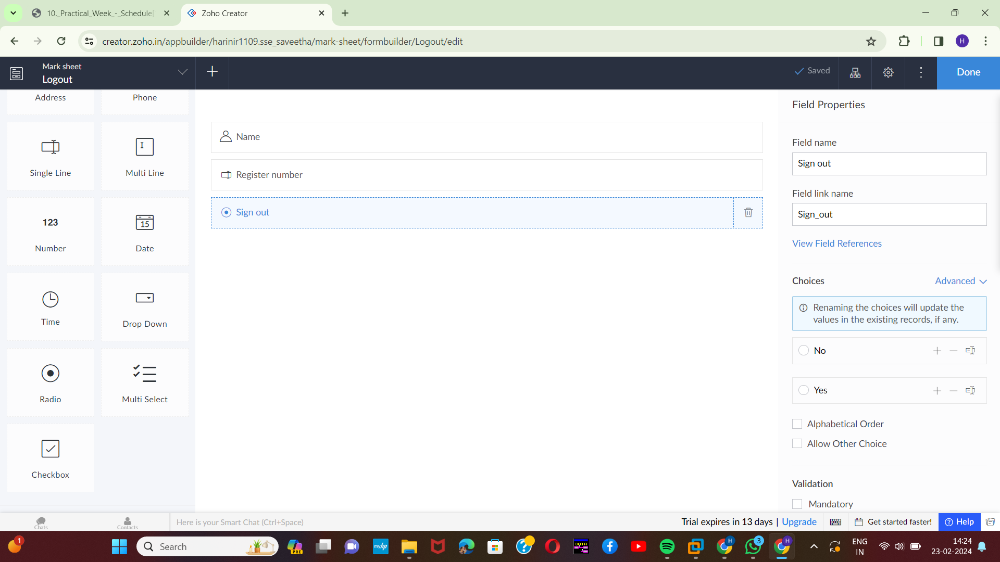 10._Practical_Week_-_Schedule[
Zoho Creator
creator.zoho.in/appbuilder/harinir1109.sse_saveetha/mark-sheet/formbuilder/Logout/edit
H
Mark sheet
Logout
Saved
Done
Address
Phone
Single Line
Multi Line
123
Number
15
Date
Time
Drop Down
Radio
Multi Select
Checkbox
Name
Register number
Sign out
Field Properties
Field name
Sign out
Field link name
Sign_out
View Field References
Choices
Advanced
Renaming the choices will update the
values in the existing records, if any.
No
Yes
Alphabetical Order
Allow Other Choice
Validation
Mandatory
Chats
Contacts
Here is your Smart Chat (Ctrl+Space)
Trial expires in 13 days | Upgrade
Get started faster!
Help
1
Search
PRE
myhp
DATA
H
3
H
ENG
IN
14:24
23-02-2024